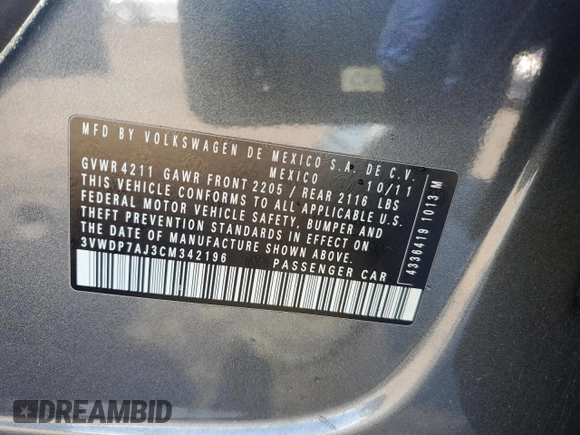 MFD BY VOLKSWAGEN DE MEXICO S.A. DE C.V.
MEXICO 10/11
GVWR 4211 GAWR FRONT 2205 / REAR 2116 LBS
THIS VEHICLE CONFORMS TO ALL APPLICABLE U.S.
FEDERAL MOTOR VEHICLE SAFETY, BUMPER AND
THEFT PREVENTION STANDARDS IN EFFECT ON
THE DATE OF MANUFACTURE SHOWN ABOVE.
3VWDP7AJ3CM342196 PASSENGER CAR
4336419 1013 M
DREAMBID